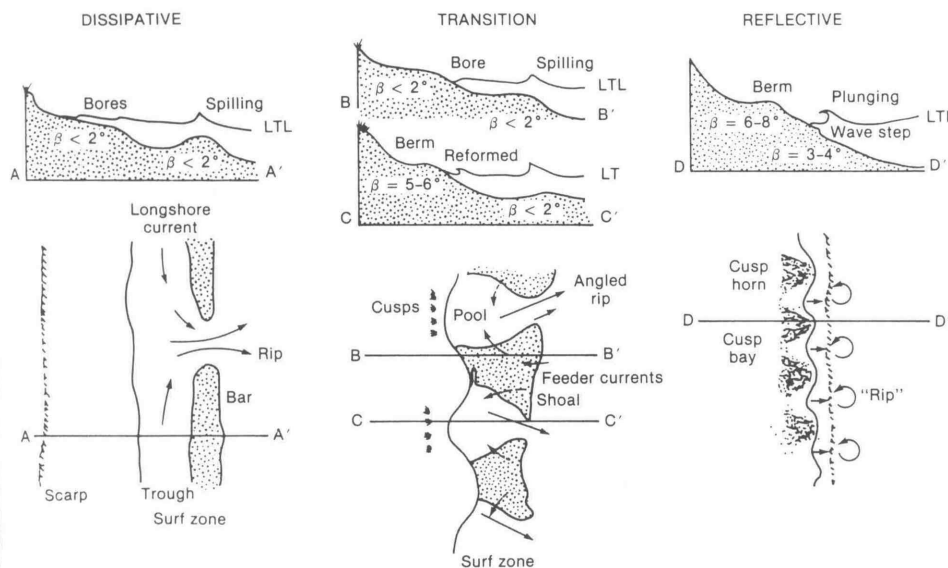 DISSIPATIVE
Bores
Spilling
LTL
β < 2°
β < 2°
A
A'
Longshore
current
Rip
Bar
A
A'
Scarp
Trough
Surf zone
TRANSITION
Bore
Spilling
LTL
β < 2°
B
β < 2°
B'
Berm
Reformed
LT
β = 5-6°
β < 2°
C
C'
Cusps
Pool
Angled
rip
B
B'
Feeder currents
Shoal
C
C'
Surf zone
REFLECTIVE
Berm
Plunging
LTL
β = 6-8°
Wave step
β = 3-4°
D
D'
Cusp
horn
D
D
Cusp
bay
"Rip"